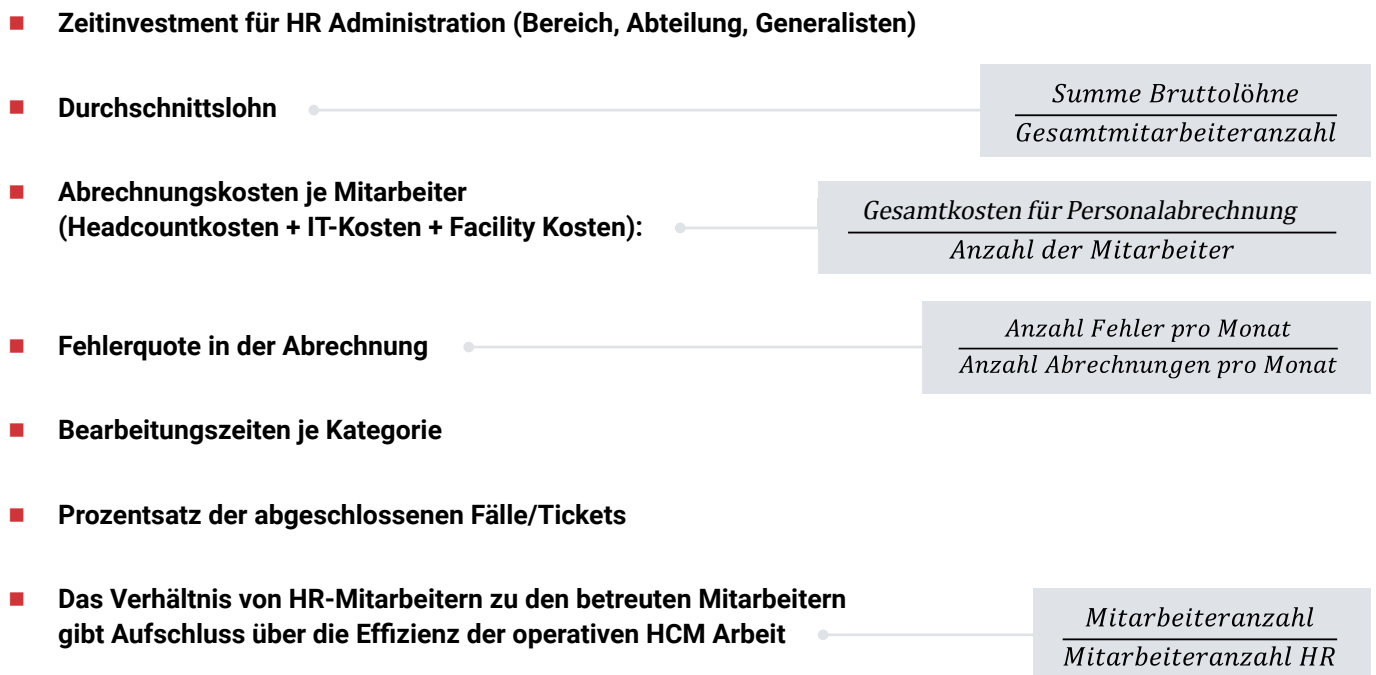 Zeitinvestment für HR Administration (Bereich, Abteilung, Generalisten)
Durchschnittslohn
Summe Bruttolöhne
Gesamtmitarbeiteranzahl
Abrechnungskosten je Mitarbeiter
(Headcountkosten + IT-Kosten + Facility Kosten):
Gesamtkosten für Personalabrechnung
Anzahl der Mitarbeiter
Fehlerquote in der Abrechnung
Anzahl Fehler pro Monat
Anzahl Abrechnungen pro Monat
Bearbeitungszeiten je Kategorie
Prozentsatz der abgeschlossenen Fälle/Tickets
Das Verhältnis von HR-Mitarbeitern zu den betreuten Mitarbeitern
gibt Aufschluss über die Effizienz der operativen HCM Arbeit
Mitarbeiteranzahl
Mitarbeiteranzahl HR